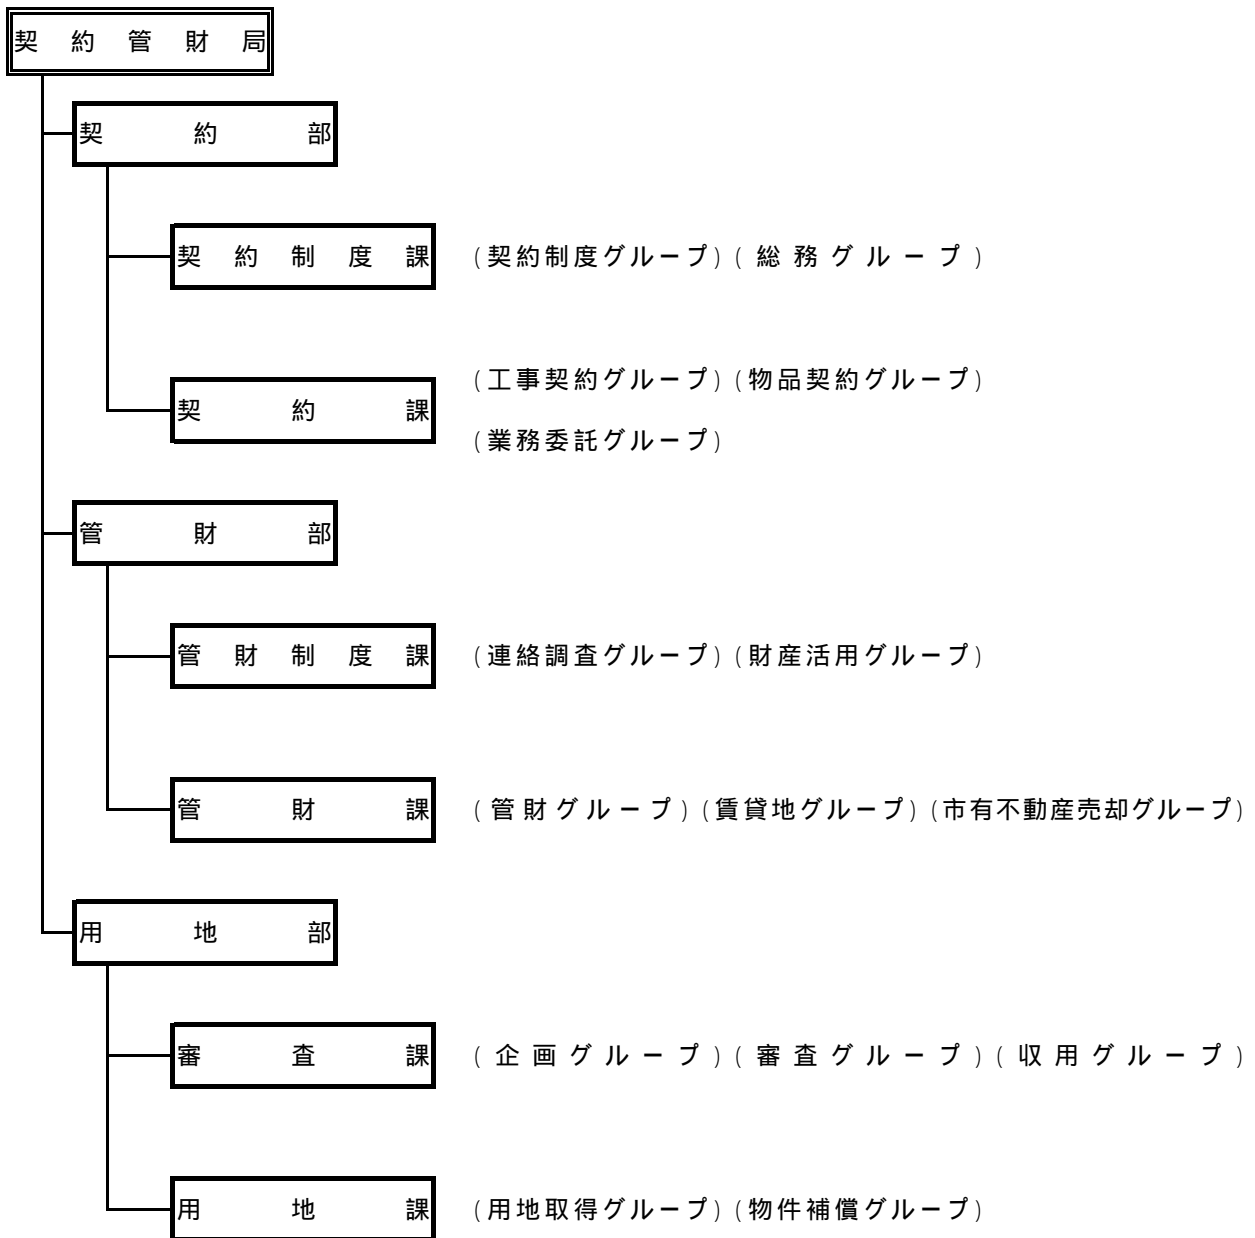 契約管財局
契約部
契約制度課 (契約制度グループ) (総務グループ)
(工事契約グループ) (物品契約グループ)
契約課
(業務委託グループ)
管財部
管財制度課 (連絡調査グループ) (財産活用グループ)
管財課 (管財グループ) (賃貸地グループ) (市有不動産売却グループ)
用地部
審査課 (企画グループ) (審査グループ) (収用グループ)
用地課 (用地取得グループ) (物件補償グループ)